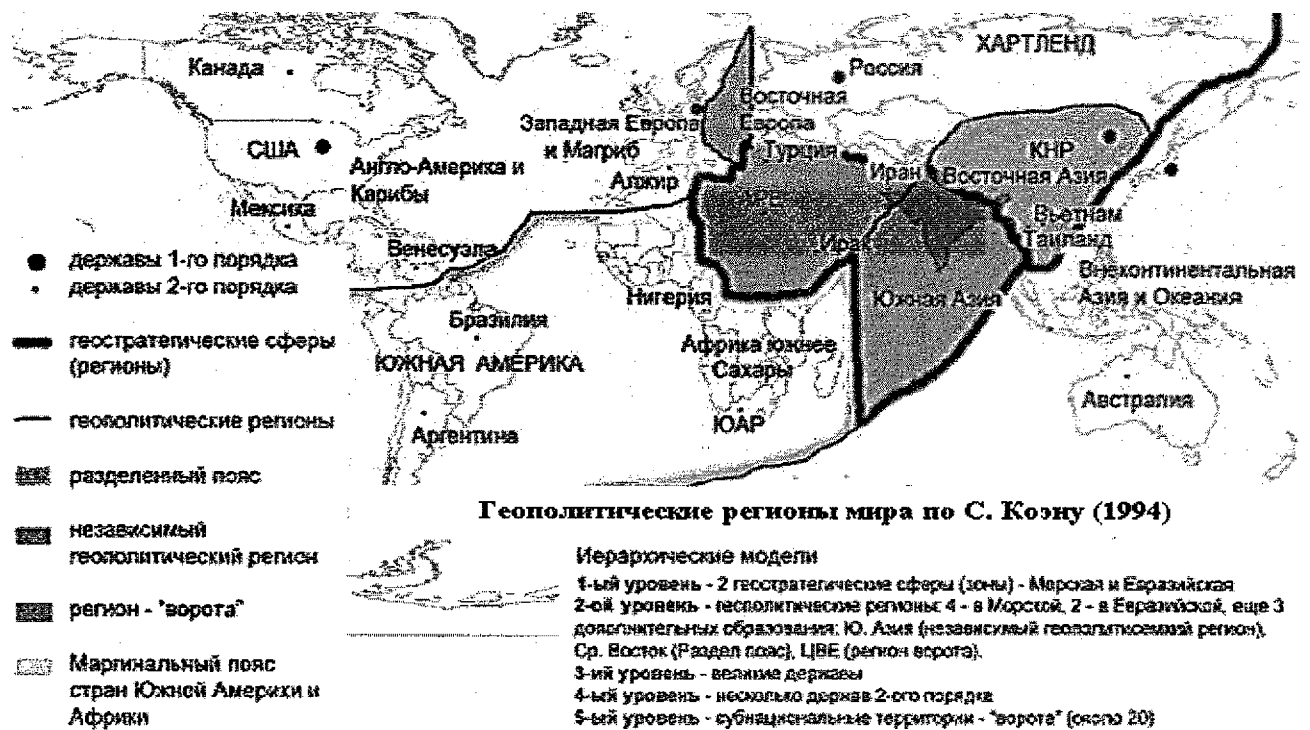 ХАРТЛЕНД
Канада
Россия
Восточная
Европа
Западная Европа
и Магриб
США
Турция
КНР
Англо-Америка и
Карибы
Алжир
Иран
Восточная Азия
Мексика
Вьетнам
Таиланд
Венесуэла
Ирак
державы 1-го порядка
державы 2-го порядка
Внеконтинентальная
Азия и Океания
Нигерия
Южная Азия
Бразилия
геостратегические сферы
(регионы)
Африка южнее
Сахары
ЮЖНАЯ АМЕРИКА
Австралия
геополитические регионы
Аргентина
ЮАР
разделенный пояс
Геополитические регионы мира по С. Коэну (1994)
независимый
геополитический регион
Иерархические модели
1-ый уровень - 2 геостратегические сферы (зоны) - Морская и Евразийская
2-ой уровень - геополитические регионы: 4 - в Морской, 2 - в Евразийской, еще 3
дополнительных образования: Ю. Азия (независимый геополитический регион),
Ср. Восток (Раздел пояс), ЦВЕ (регион ворота).
3-ий уровень - великие державы
4-ый уровень - несколько держав 2-ого порядка
5-ый уровень - субнациональные территории - "ворота" (около 20)
регион - "ворота"
Маргинальный пояс
стран Южной Америки и
Африки